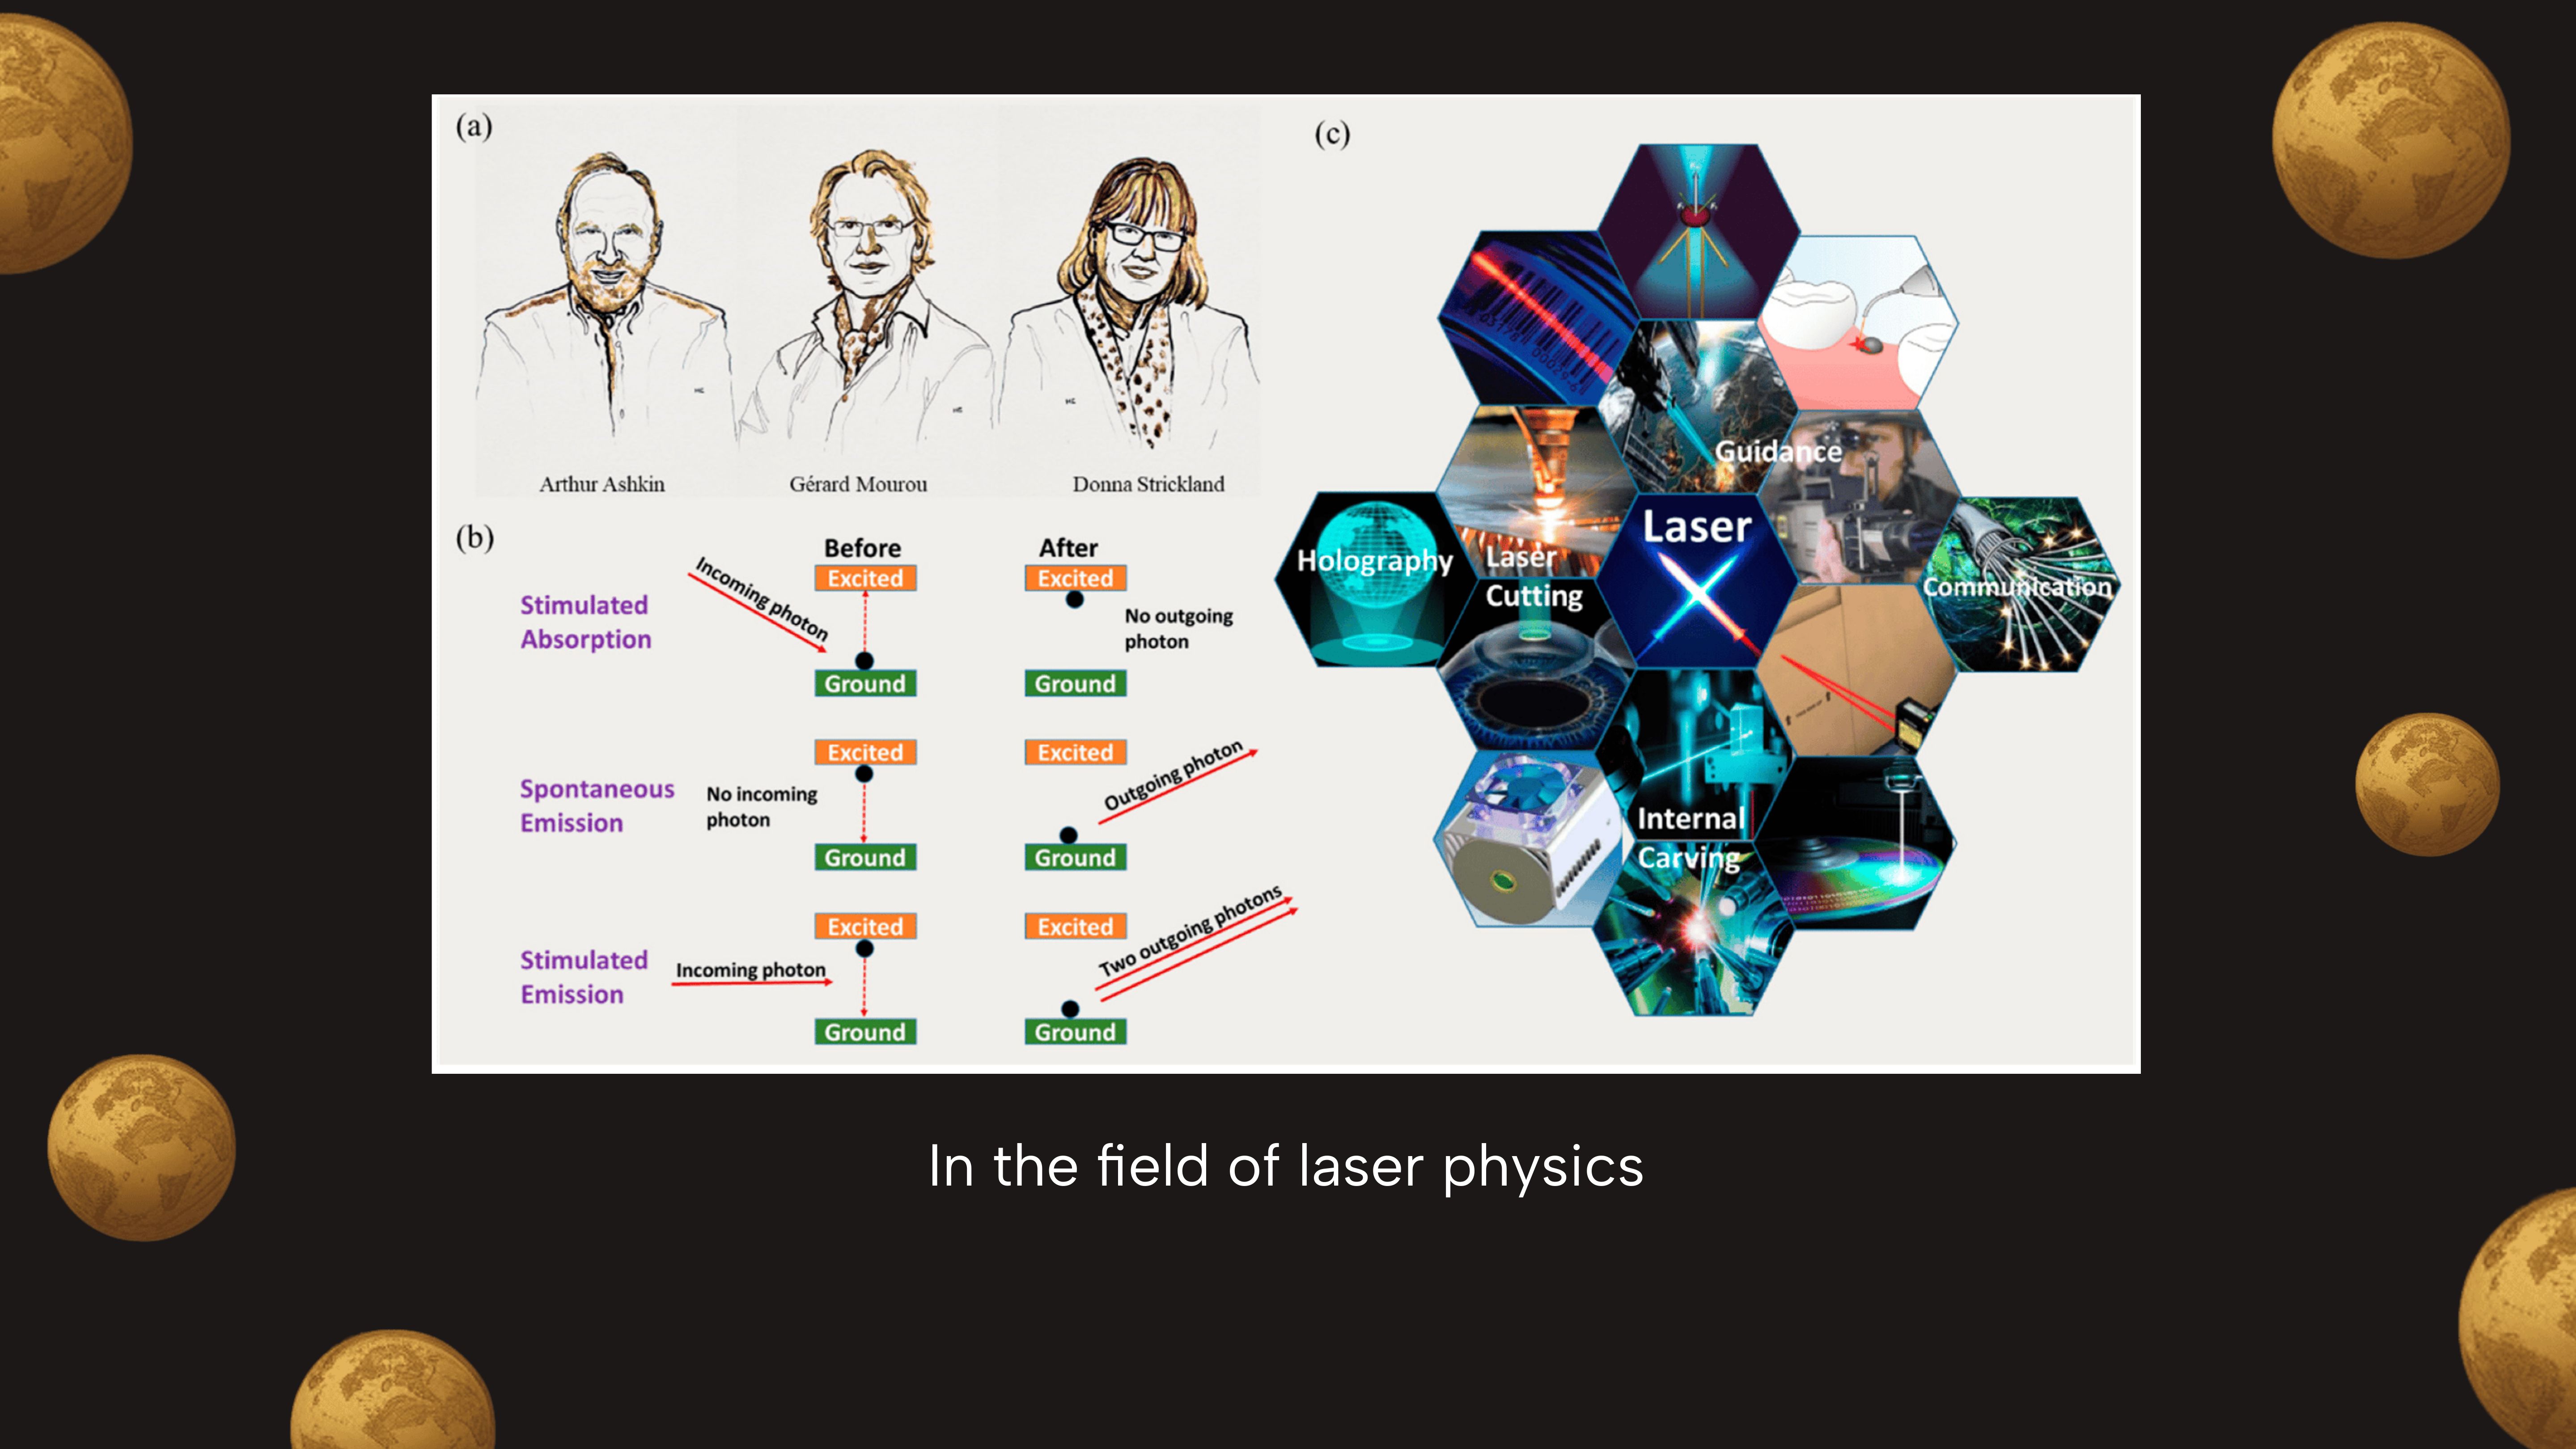 (a)
Arthur Ashkin
Gérard Mourou
Donna Strickland
(b)
Before
After
Stimulated
Absorption
Incoming photon
Excited
Ground
Excited
No outgoing
photon
Ground
Spontaneous
Emission
No incoming
photon
Excited
Ground
Excited
Outgoing photon
Ground
Stimulated
Emission
Incoming photon
Excited
Ground
Excited
Two outgoing photons
Ground
(c)
Guidance
Laser
Holography
Laser
Cutting
Communication
Internal
Carving
In the field of laser physics